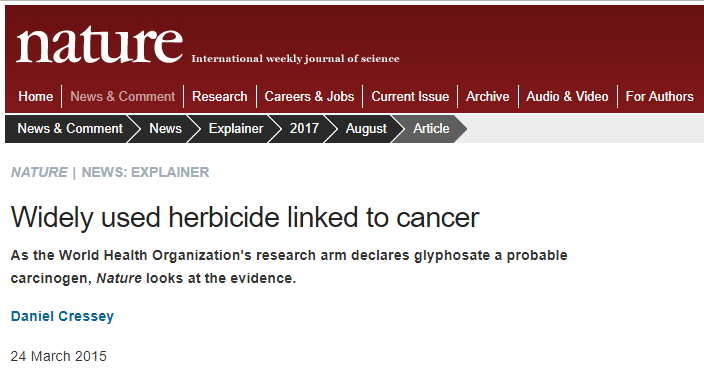 nature International weekly journal of science
Home News & Comment Research Careers & Jobs Current Issue Archive Audio & Video For Authors
News & Comment News Explainer 2017 August Article
NATURE | NEWS: EXPLAINER
Widely used herbicide linked to cancer
As the World Health Organization's research arm declares glyphosate a probable
carcinogen, Nature looks at the evidence.
Daniel Cressey
24 March 2015